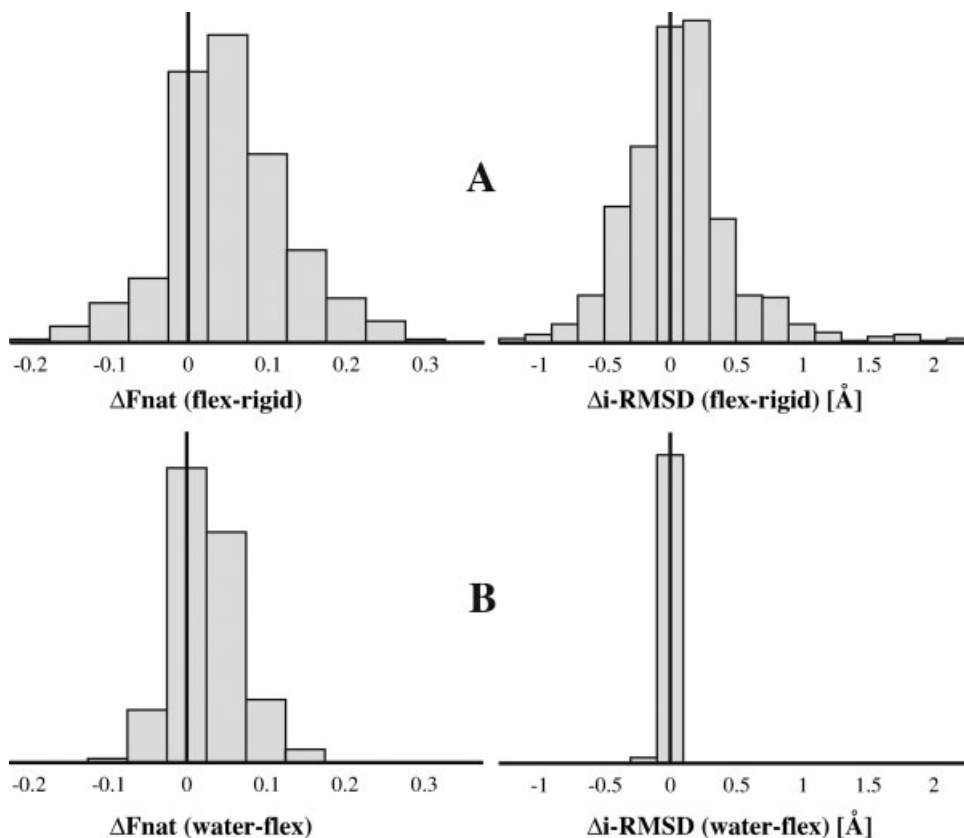 A
-0.2 -0.1 0 0.1 0.2 0.3
ΔFnat (flex-rigid)
-1 -0.5 0 0.5 1 1.5 2
Δi-RMSD (flex-rigid) [Å]
B
-0.2 -0.1 0 0.1 0.2 0.3
ΔFnat (water-flex)
-1 -0.5 0 0.5 1 1.5 2
Δi-RMSD (water-flex) [Å]